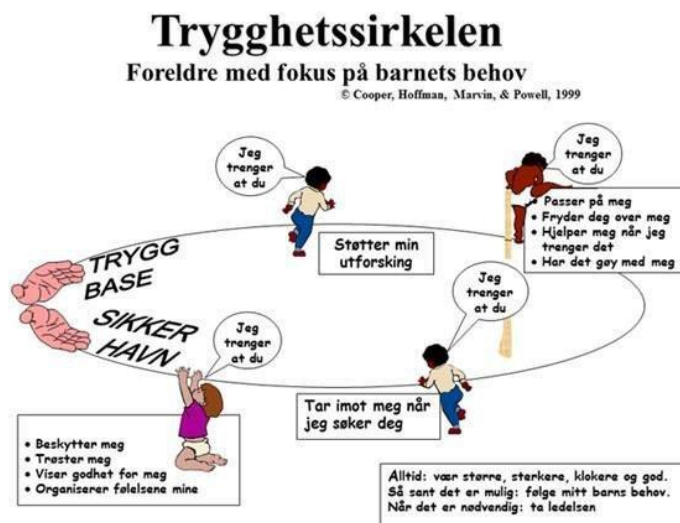 Trygghetssirkelen
Foreldre med fokus på barnets behov
© Cooper, Hoffman, Marvin, & Powell, 1999
Jeg
trenger
at du
Støtter min
utforsking
Jeg
trenger
at du
• Passer på meg
• Fryder deg over meg
• Hjelper meg når jeg
trenger det
• Har det gøy med meg
TRYGG
BASE
SIKKER
HAVN
Jeg
trenger
at du
Tar imot meg når
jeg søker deg
Jeg
trenger
at du
• Beskytter meg
• Trøster meg
• Viser godhet for meg
• Organiserer følelsene mine
Alltid: vær større, sterkere, klokere og god.
Så sant det er mulig: følge mitt barns behov.
Når det er nødvendig: ta ledelsen